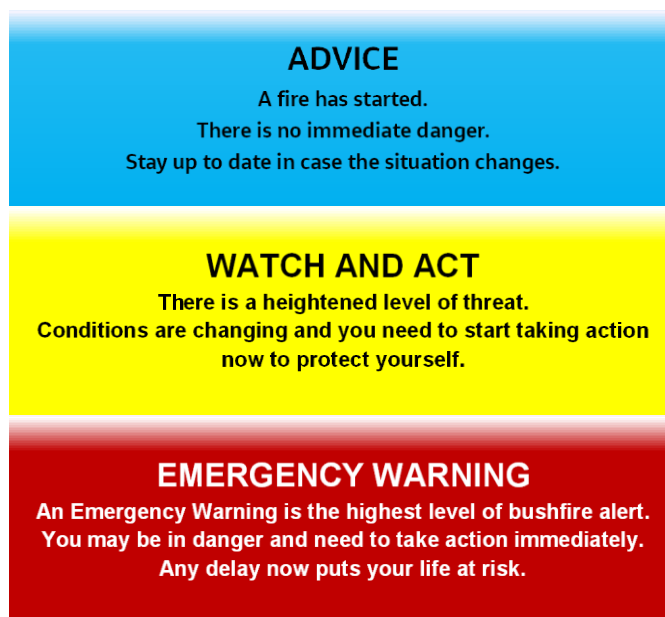 ADVICE
A fire has started.
There is no immediate danger.
Stay up to date in case the situation changes.
WATCH AND ACT
There is a heightened level of threat.
Conditions are changing and you need to start taking action
now to protect yourself.
EMERGENCY WARNING
An Emergency Warning is the highest level of bushfire alert.
You may be in danger and need to take action immediately.
Any delay now puts your life at risk.